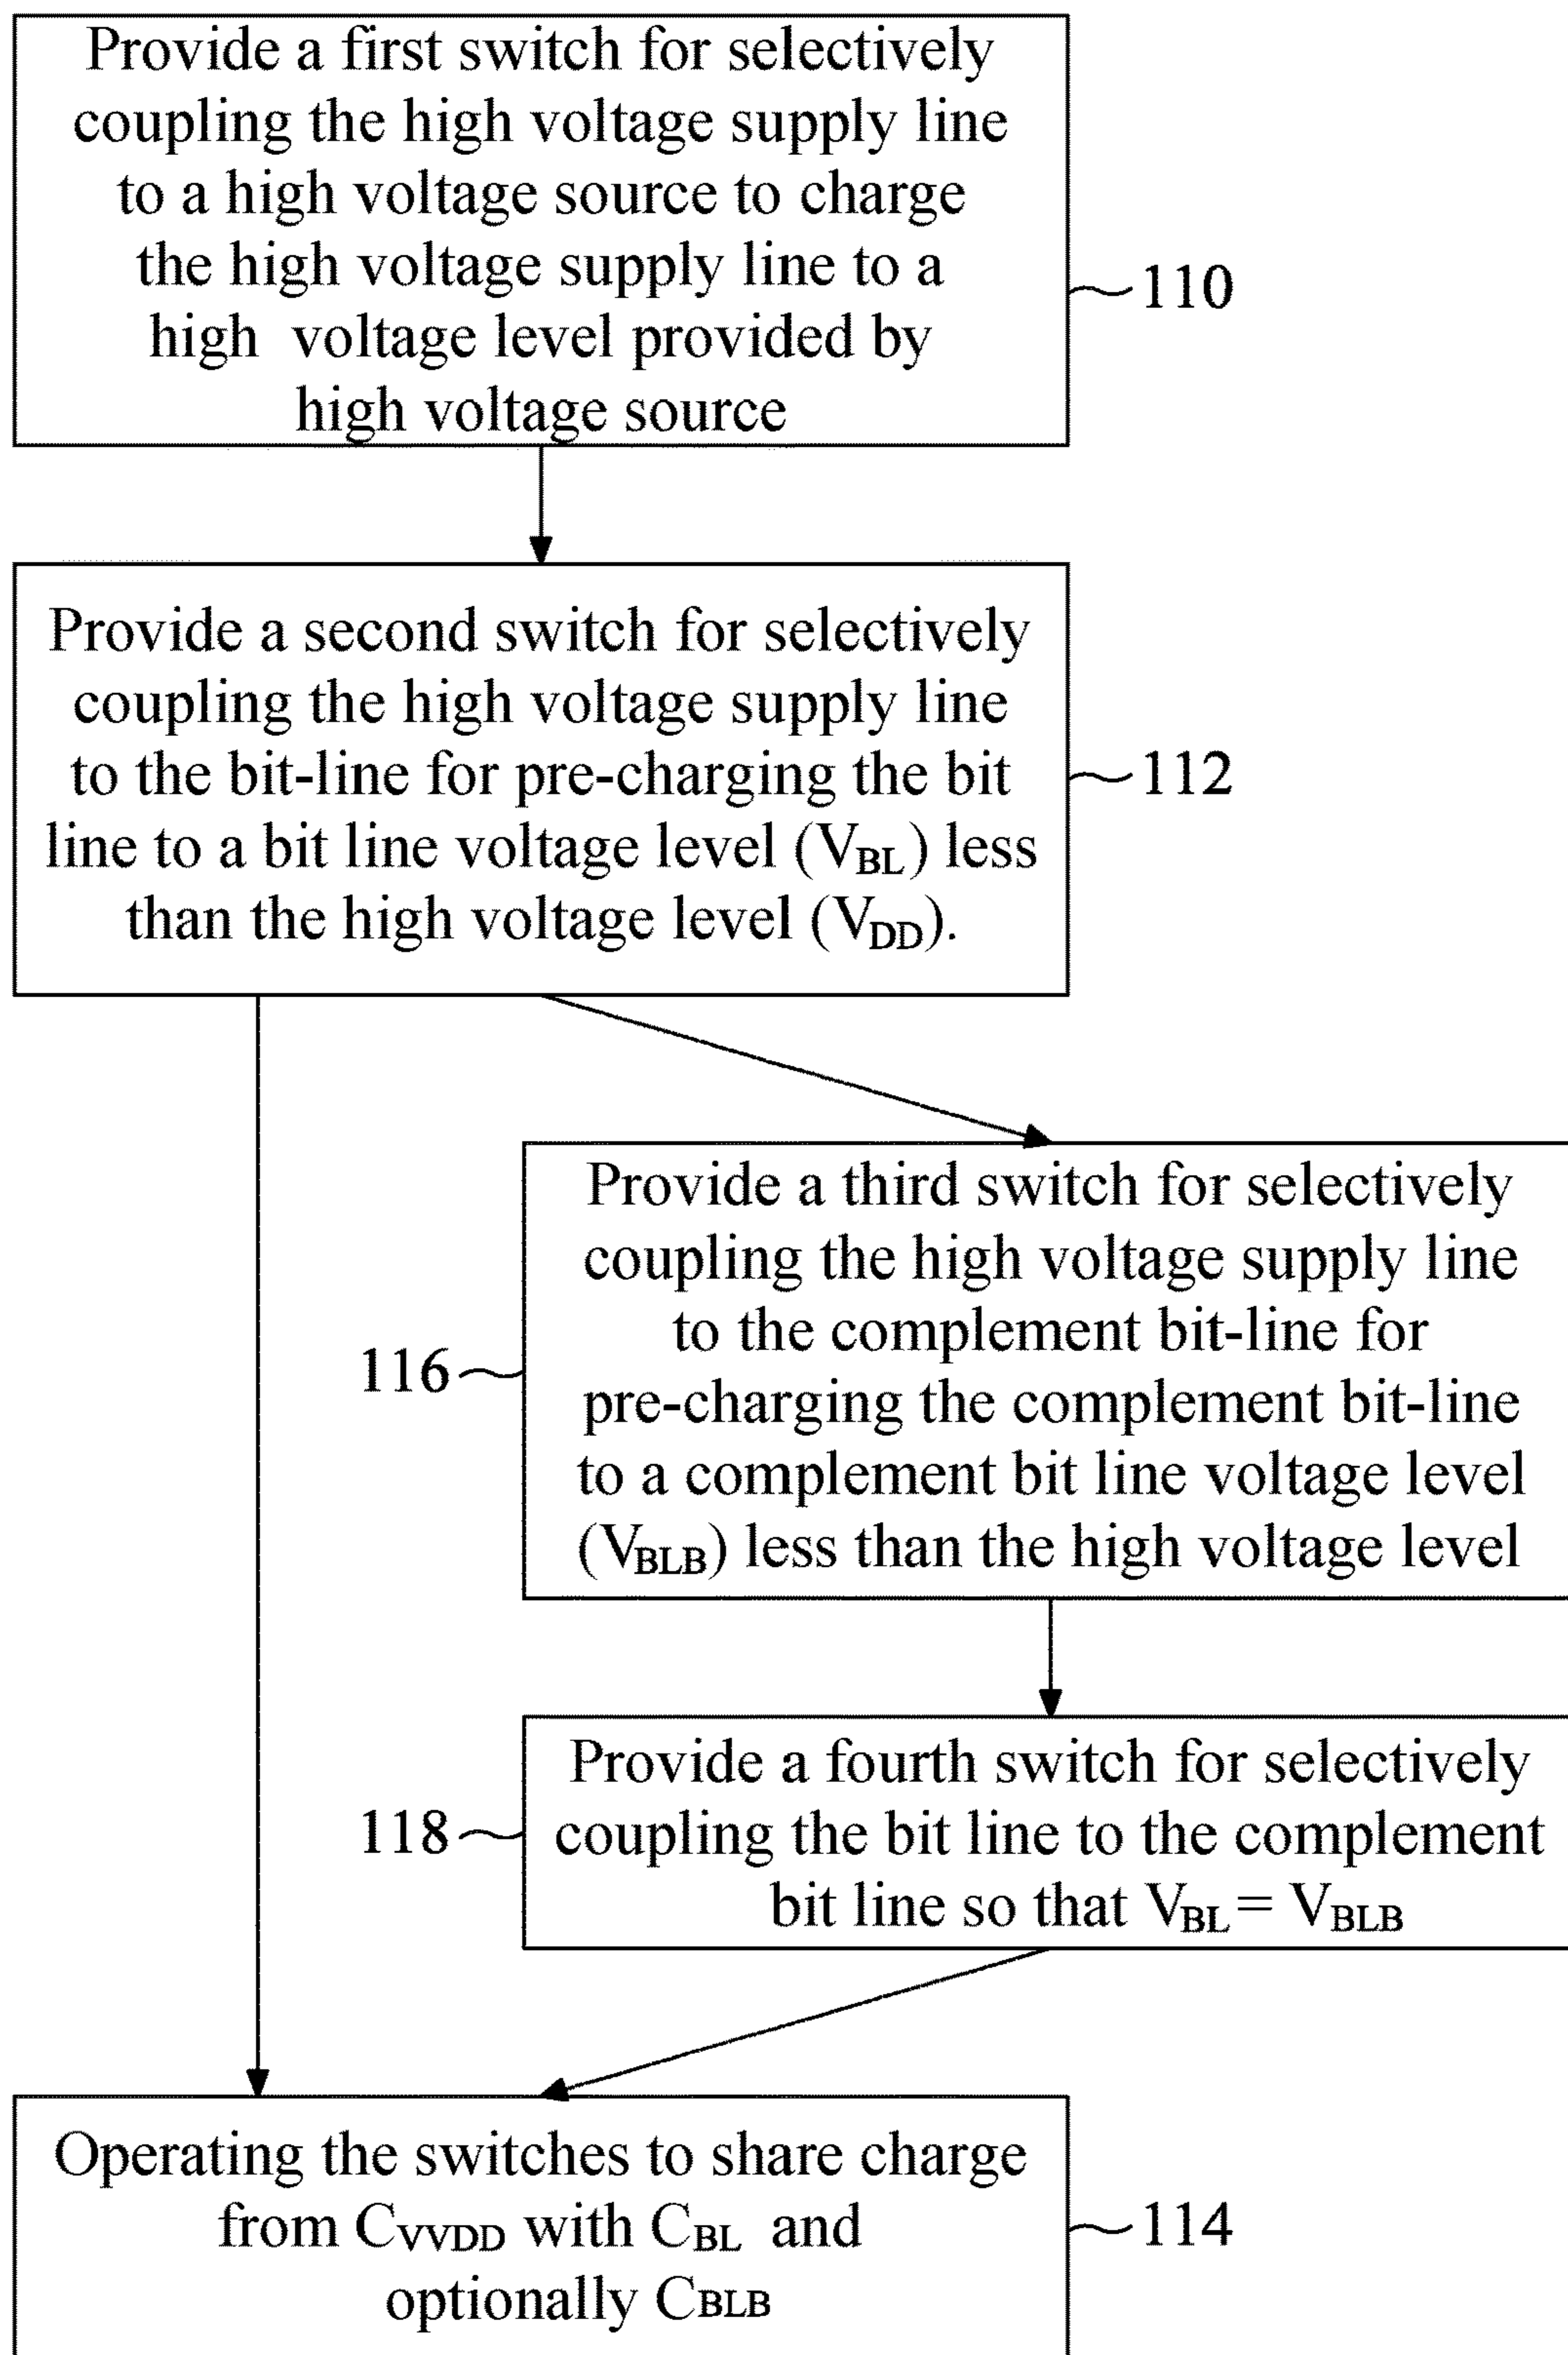 Provide a first switch for selectively
coupling the high voltage supply line
to a high voltage source to charge
the high voltage supply line to a
high voltage level provided by
high voltage source
110
Provide a second switch for selectively
coupling the high voltage supply line
to the bit-line for pre-charging the bit
line to a bit line voltage level (VBL) less
than the high voltage level (VDD).
112
Provide a third switch for selectively
coupling the high voltage supply line
to the complement bit-line for
pre-charging the complement bit-line
to a complement bit line voltage level
(VBLB) less than the high voltage level
116
Provide a fourth switch for selectively
coupling the bit line to the complement
bit line so that VBL = VBLB
118
Operating the switches to share charge
from CVVDD with CBL and
optionally CBLB
114